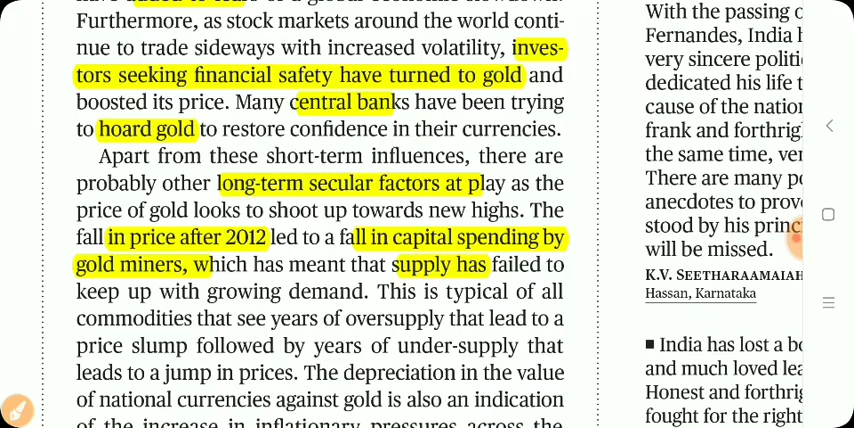 Furthermore, as stock markets around the world conti-
nue to trade sideways with increased volatility, inves-
tors seeking financial safety have turned to gold and
boosted its price. Many central banks have been trying
to hoard gold to restore confidence in their currencies.
Apart from these short-term influences, there are
probably other long-term secular factors at play as the
price of gold looks to shoot up towards new highs. The
fall in price after 2012 led to a fall in capital spending by
gold miners, which has meant that supply has failed to
keep up with growing demand. This is typical of all
commodities that see years of oversupply that lead to a
price slump followed by years of under-supply that
leads to a jump in prices. The depreciation in the value
of national currencies against gold is also an indication
of the increase in inflationary pressures across the
With the passing
Fernandes, India
very sincere
dedicated his life
cause of the
frank and
the same time,
There are many
anecdotes to
stood by his
will be missed.
K.V. SEETHARAMAIAH
Hassan, Karnataka
India has lost a
and much loved
Honest and
fought for the right